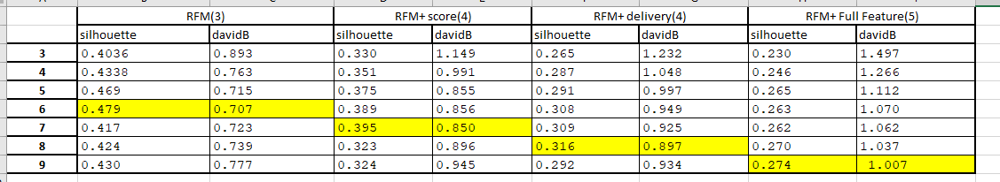 RFM(3) RFM+ score(4) RFM+ delivery(4) RFM+ Full Feature(5)
silhouette davidB silhouette davidB silhouette davidB silhouette davidB
3 0.4036 0.893 0.330 1.149 0.265 1.232 0.230 1.497
4 0.4338 0.763 0.351 0.991 0.287 1.048 0.246 1.266
5 0.469 0.715 0.375 0.855 0.291 0.997 0.265 1.112
6 0.479 0.707 0.389 0.856 0.308 0.949 0.263 1.070
7 0.417 0.723 0.395 0.850 0.309 0.925 0.262 1.062
8 0.424 0.739 0.323 0.896 0.316 0.897 0.270 1.037
9 0.430 0.777 0.324 0.945 0.292 0.934 0.274 1.007